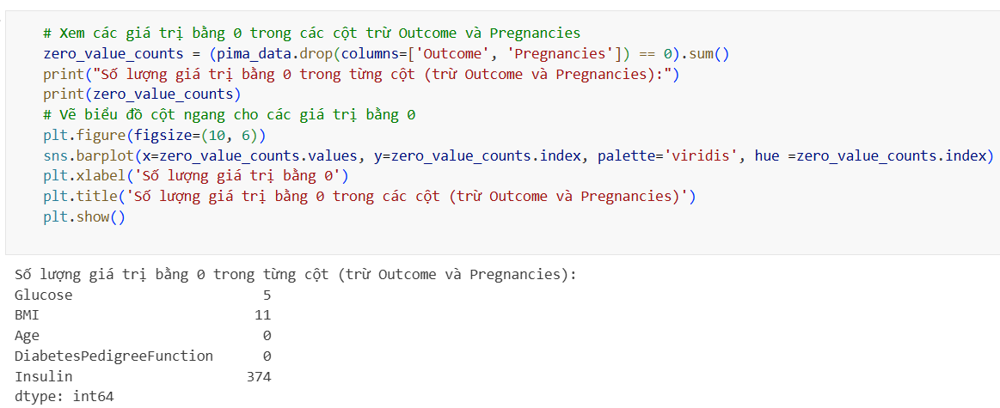 # Xem các giá trị bằng 0 trong các cột trừ Outcome và Pregnancies
zero_value_counts = (pima_data.drop(columns=['Outcome', 'Pregnancies']) == 0).sum()
print("Số lượng giá trị bằng 0 trong từng cột (trừ Outcome và Pregnancies):")
print(zero_value_counts)
# Vẽ biểu đồ cột ngang cho các giá trị bằng 0
plt.figure(figsize=(10, 6))
sns.barplot(x=zero_value_counts.values, y=zero_value_counts.index, palette='viridis', hue =zero_value_counts.index)
plt.xlabel('Số lượng giá trị bằng 0')
plt.title('Số lượng giá trị bằng 0 trong các cột (trừ Outcome và Pregnancies)')
plt.show()
Số lượng giá trị bằng 0 trong từng cột (trừ Outcome và Pregnancies):
Glucose 5
BMI 11
Age 0
DiabetesPedigreeFunction 0
Insulin 374
dtype: int64